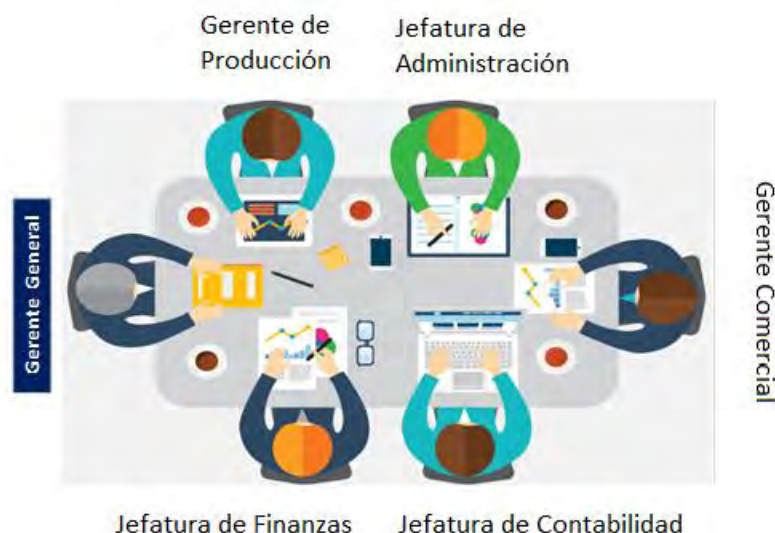 Gerente de
Producción
Jefatura de
Administración
Gerente General
Gerente Comercial
Jefatura de Finanzas
Jefatura de Contabilidad